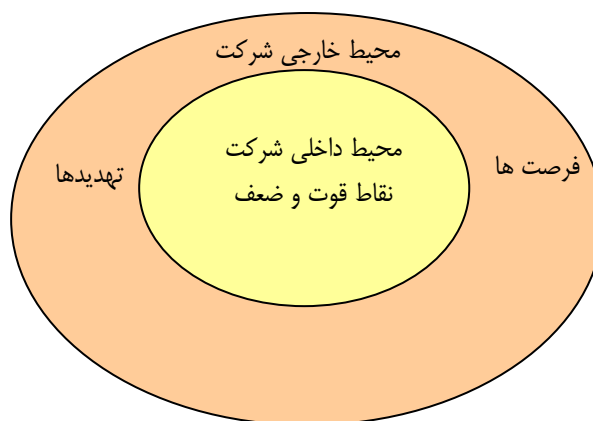 محیط خارجی شرکت
محیط داخلی شرکت
نقاط قوت و ضعف
فرصت ها
تهدیدها